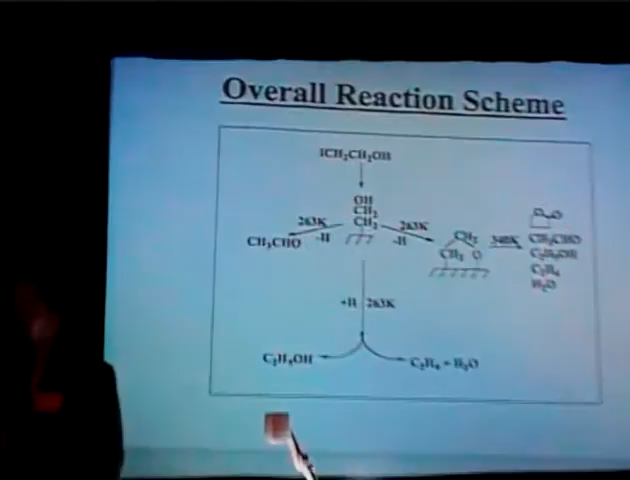 Overall Reaction Scheme
ICH₂CH₂OH
OH
CH₂
CH₂
263K
-H
263K
-H
CH₃CHO
CH₂
CH₂ O
340K
CH₃CHO
C₂H₅OH
C₂H₄
H₂O
+H 263K
C₂H₅OH
C₂H₄ + H₂O